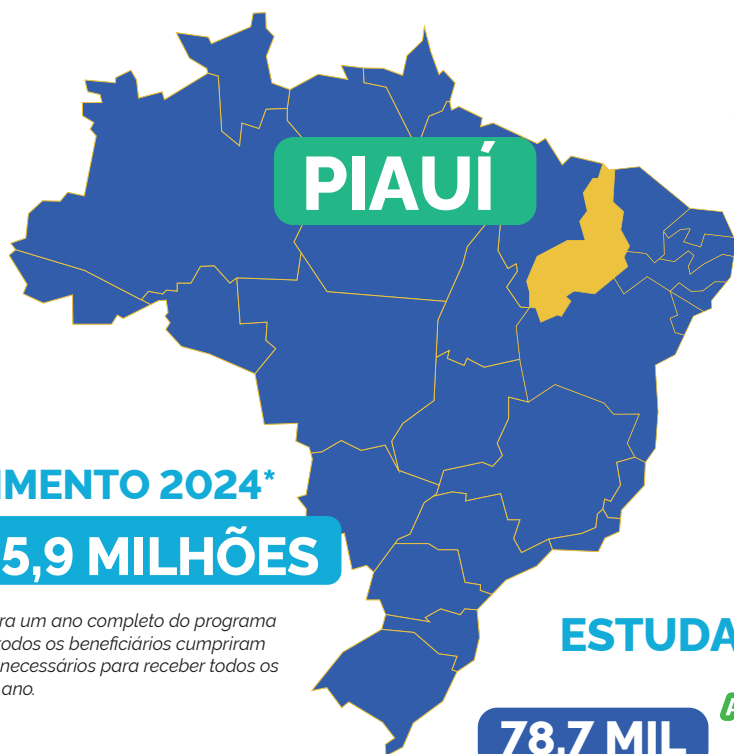 PIAUÍ
IMENTO 2024*
5,9 MILHÕES
ra um ano completo do programa
todos os beneficiários cumpriram
necessários para receber todos os
ano.
ESTUDA
A
78,7 MIL